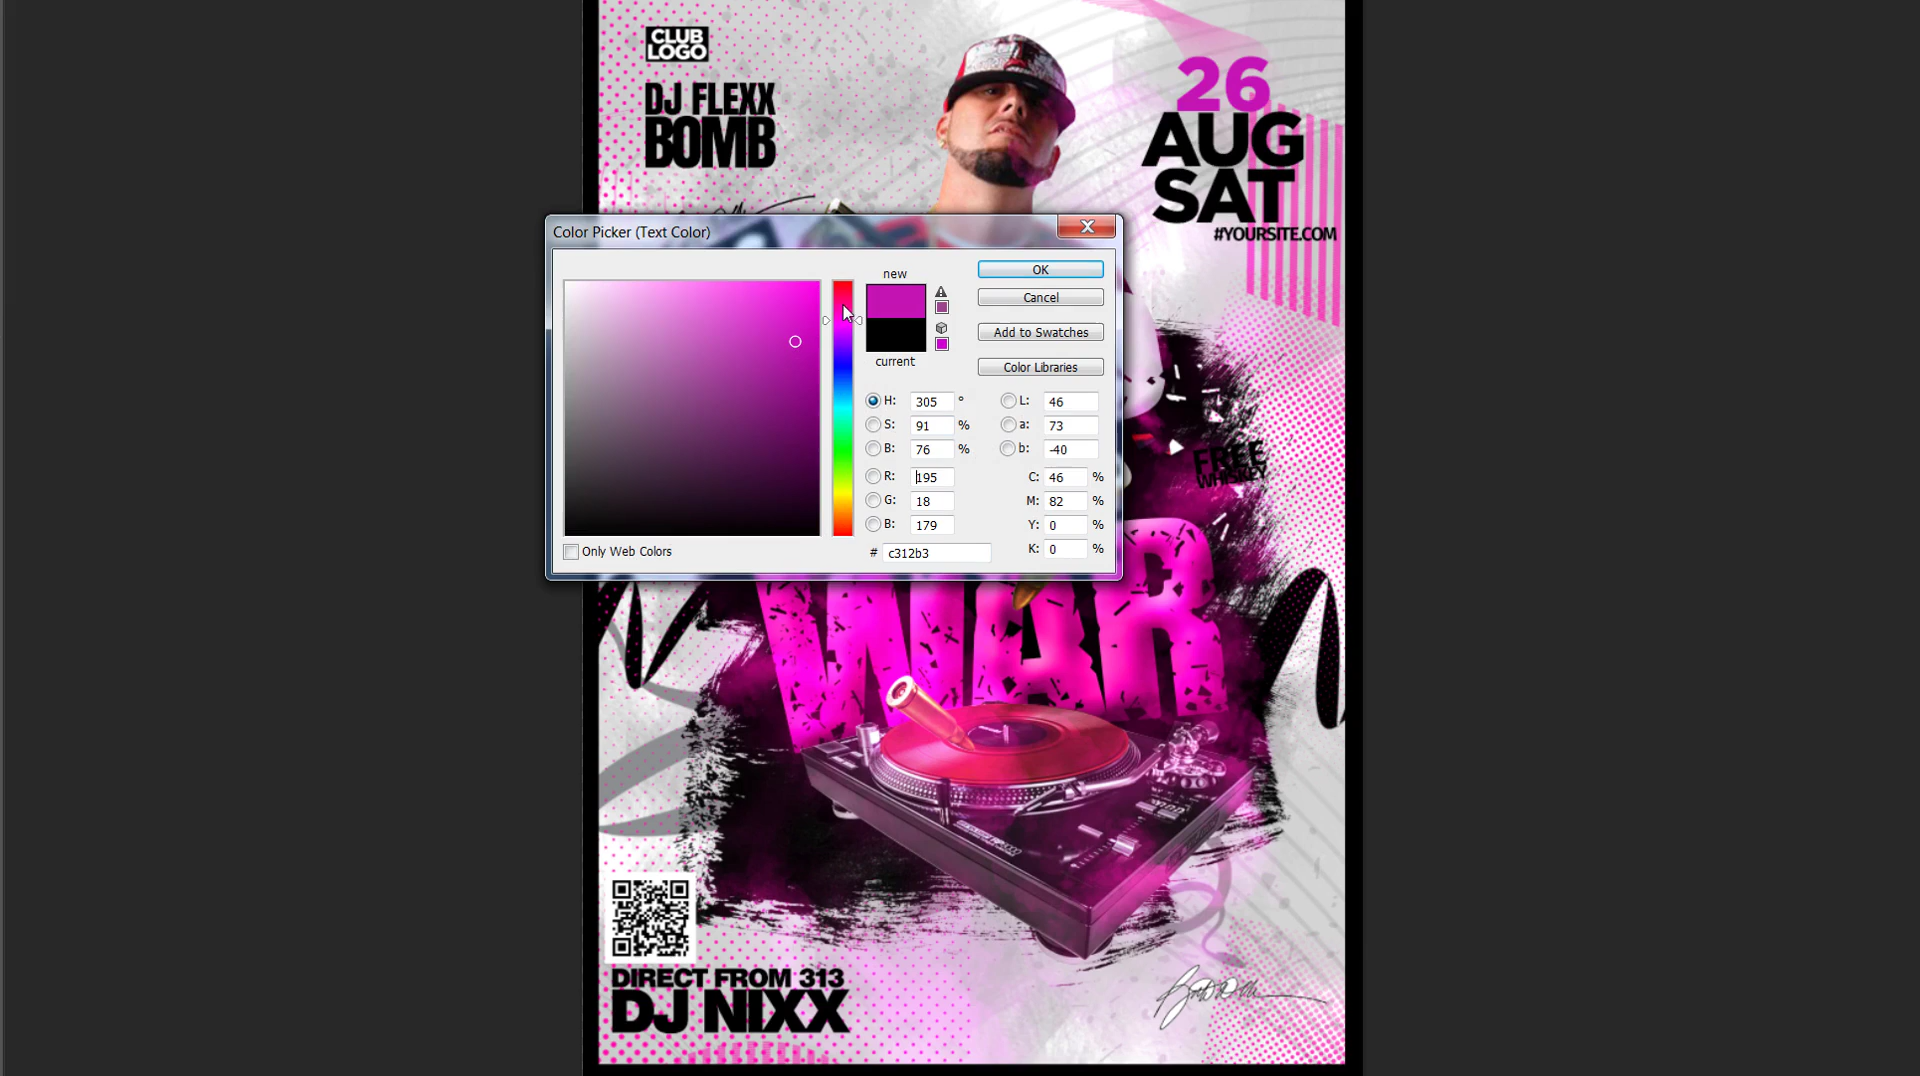 CLUB
LOGO
DJ FLEXX
BOMB
26
AUG
SAT
#YOURSITE.COM
Color Picker (Text Color)
new
current
OK
Cancel
Add to Swatches
Color Libraries
H: 305 °
S: 91 %
B: 76 %
R: 195
G: 18
B: 179
# c312b3
L: 46
a: 73
b: -40
C: 46 %
M: 82 %
Y: 0 %
K: 0 %
Only Web Colors
FREE
WHISKEY
WAR
DIRECT FROM 313
DJ NIXX